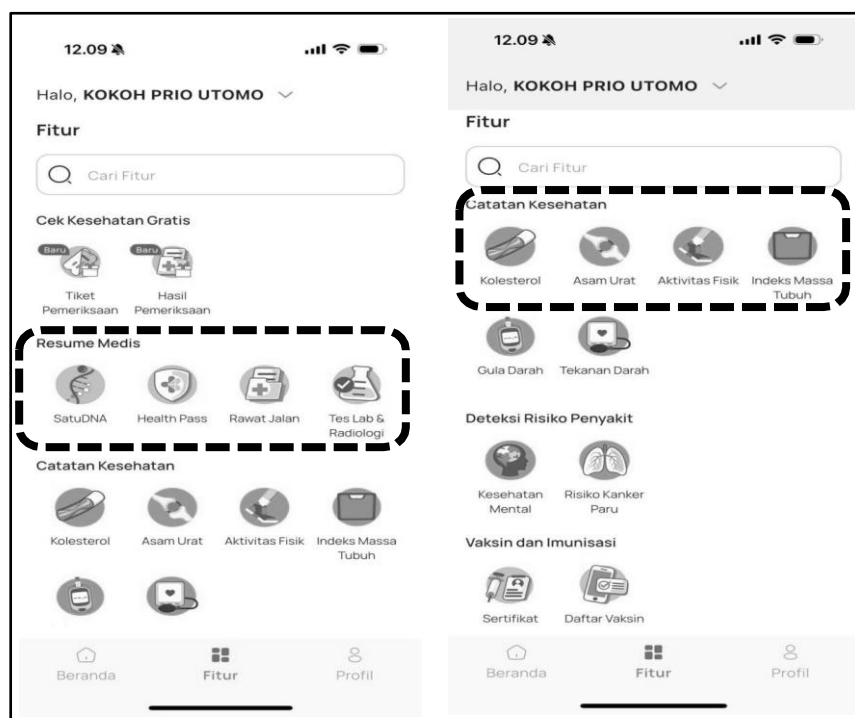 12.09
Halo, KOKOH PRIO UTOMO
Fitur
Cari Fitur
Cek Kesehatan Gratis
Baru
Baru
Tiket Pemeriksaan
Hasil Pemeriksaan
Resume Medis
SatuDNA
Health Pass
Rawat Jalan
Tes Lab & Radiologi
Catatan Kesehatan
Kolesterol
Asam Urat
Aktivitas Fisik
Indeks Massa Tubuh
Beranda
Fitur
Profil
12.09
Halo, KOKOH PRIO UTOMO
Fitur
Cari Fitur
Catatan Kesehatan
Kolesterol
Asam Urat
Aktivitas Fisik
Indeks Massa Tubuh
Gula Darah
Tekanan Darah
Deteksi Risiko Penyakit
Kesehatan Mental
Risiko Kanker Paru
Vaksin dan Imunisasi
Sertifikat
Daftar Vaksin
Beranda
Fitur
Profil